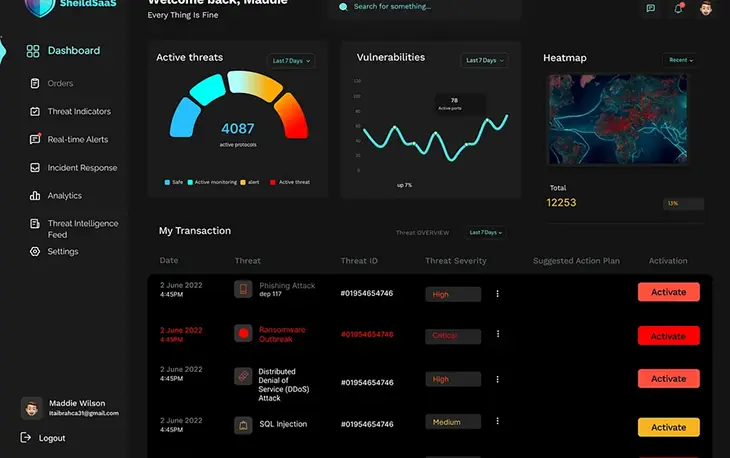 SheildSaaS
Welcome back, Maddie
Every Thing is Fine
Search for something...
Dashboard
Orders
Threat Indicators
Real-time Alerts
Incident Response
Analytics
Threat Intelligence
Feed
Settings
Maddie Wilson
Itaibrahca31@gmail.com
Logout
Active threats
Last 7 Days
4087
active protocols
Safe
Active monitoring
alert
Active threat
Vulnerabilities
Last 7 Days
120
100
80
60
40
20
0
78
Active ports
up 7%
Heatmap
Recent
Total
12253
13%
My Transaction
Threat OVERVIEW
Last 7 Days
Date Threat Threat ID Threat Severity Suggested Action Plan Activation
2 June 2022
4:45PM
Phishing Attack
dep 117
#01954654746
High
Activate
2 June 2022
4:45PM
Ransomware
Outbreak
#01954654746
Critical
Activate
2 June 2022
4:45PM
Distributed
Denial of
Service (DDoS)
Attack
#01954654746
High
Activate
2 June 2022
4:45PM
SQL Injection
#01954654746
Medium
Activate